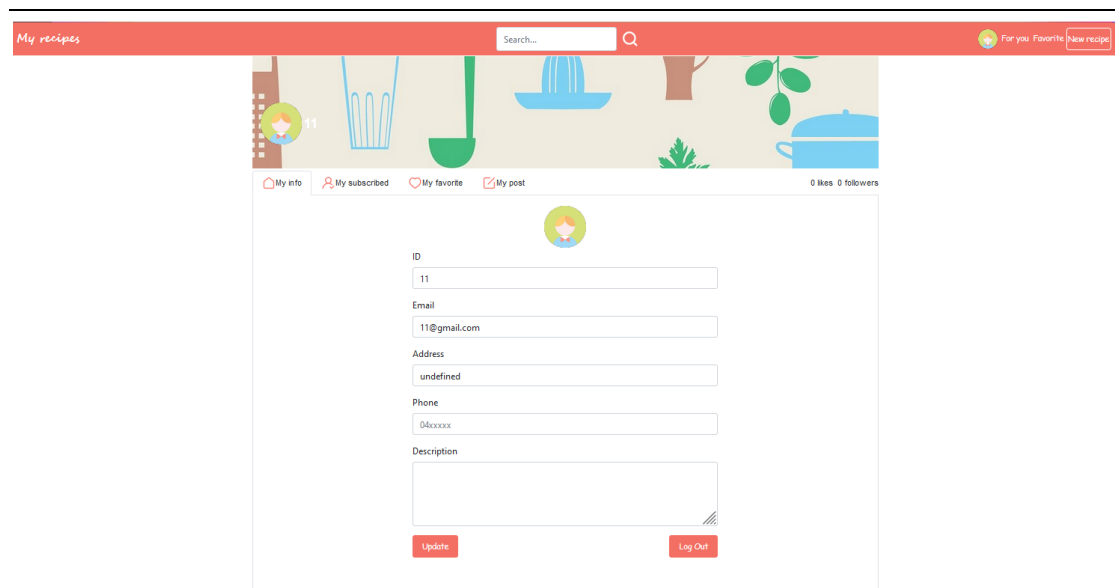 My recipes Search... For you Favorite New recipe
11
My info My subscribed My favorite My post 0 likes 0 followers
ID
11
Email
11@gmail.com
Address
undefined
Phone
04xxxxx
Description
Update Log Out